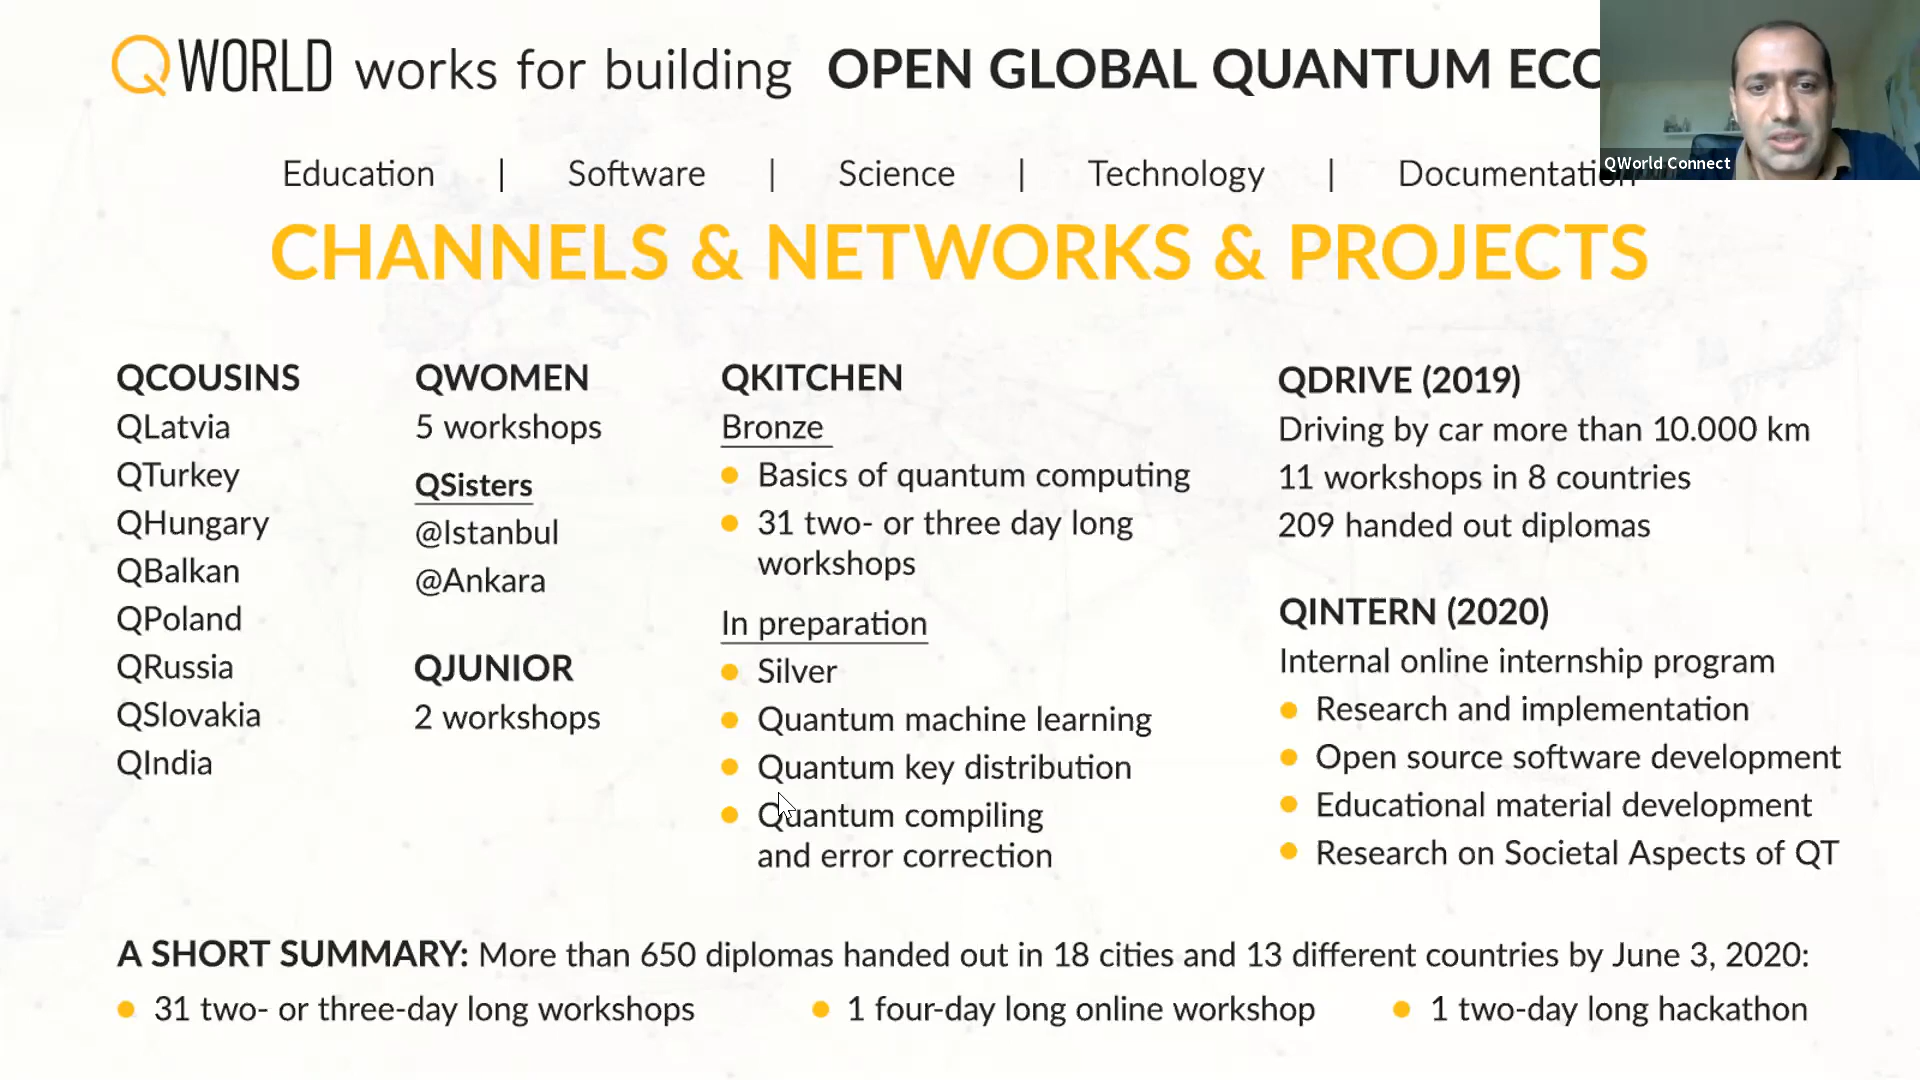 QWORLD works for building OPEN GLOBAL QUANTUM ECO
QWorld Connect
Education | Software | Science | Technology | Documentation
CHANNELS & NETWORKS & PROJECTS
QCOUSINS
QLatvia
QTurkey
QHungary
QBalkan
QPoland
QRussia
QSlovakia
QIndia
QWOMEN
5 workshops
QSisters
@Istanbul
@Ankara
QJUNIOR
2 workshops
QKITCHEN
Bronze
Basics of quantum computing
31 two- or three day long
workshops
In preparation
Silver
Quantum machine learning
Quantum key distribution
Quantum compiling
and error correction
QDRIVE (2019)
Driving by car more than 10.000 km
11 workshops in 8 countries
209 handed out diplomas
QINTERN (2020)
Internal online internship program
Research and implementation
Open source software development
Educational material development
Research on Societal Aspects of QT
A SHORT SUMMARY: More than 650 diplomas handed out in 18 cities and 13 different countries by June 3, 2020:
31 two- or three-day long workshops
1 four-day long online workshop
1 two-day long hackathon